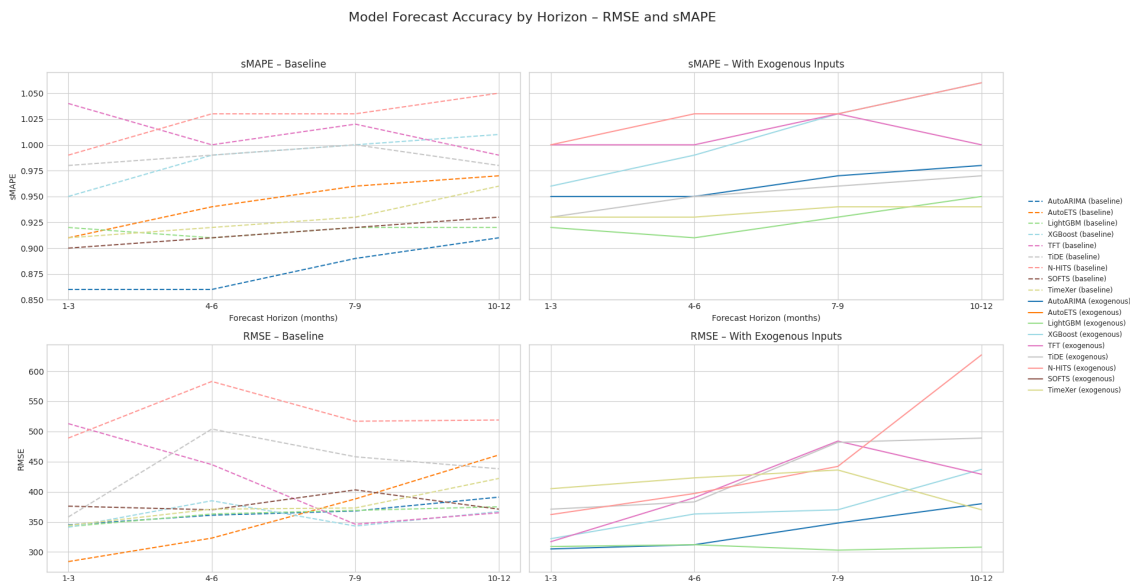 Model Forecast Accuracy by Horizon – RMSE and sMAPE
sMAPE – Baseline
sMAPE – With Exogenous Inputs
1.050
1.025
1.000
0.975
0.950
0.925
0.900
0.875
0.850
sMAPE
1-3
4-6
7-9
10-12
Forecast Horizon (months)
1-3
4-6
7-9
10-12
Forecast Horizon (months)
RMSE – Baseline
RMSE – With Exogenous Inputs
600
550
500
450
400
350
300
RMSE
1-3
4-6
7-9
10-12
1-3
4-6
7-9
10-12
AutoARIMA (baseline)
AutoETS (baseline)
LightGBM (baseline)
XGBoost (baseline)
TFT (baseline)
TiDE (baseline)
N-HITS (baseline)
SOFTS (baseline)
TimeXer (baseline)
AutoARIMA (exogenous)
AutoETS (exogenous)
LightGBM (exogenous)
XGBoost (exogenous)
TFT (exogenous)
TiDE (exogenous)
N-HITS (exogenous)
SOFTS (exogenous)
TimeXer (exogenous)